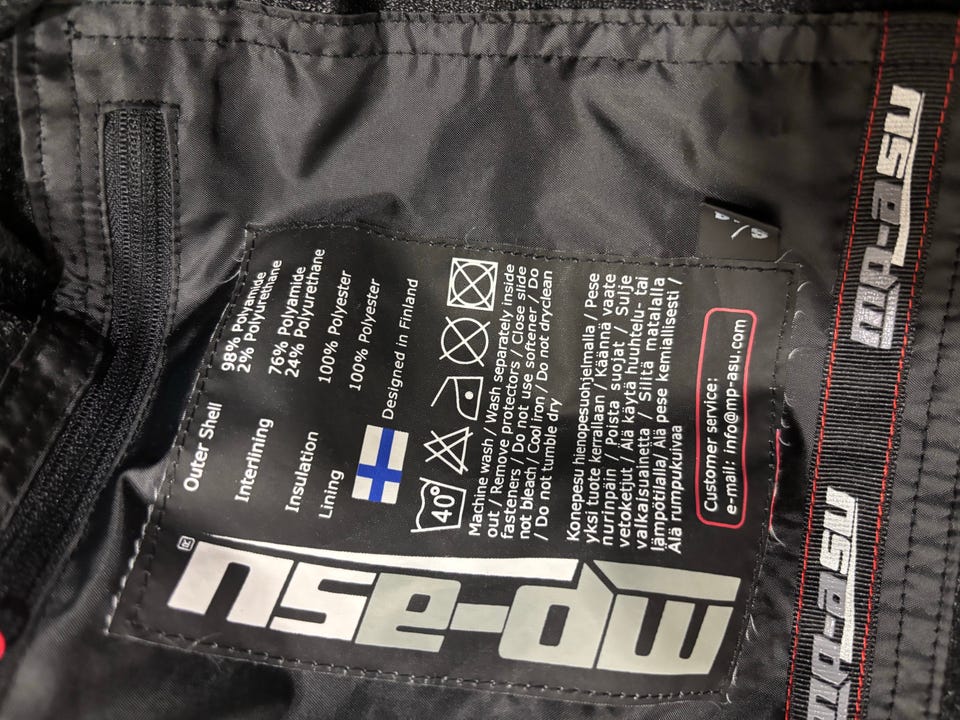 mp-asu
R
Outer Shell 98% Polyamide
2% Polyurethane
Interlining 76% Polyamide
24% Polyurethane
Insulation 100% Polyester
Lining 100% Polyester
Designed in Finland
40°
Machine wash / Wash separately inside
out / Remove protectors / Close slide
fasteners / Do not use softener / Do
not bleach / Cool iron / Do not dryclean
/ Do not tumble dry
Konepesu hienopesuohjelmalla / Pese
yksi tuote kerrallaan / Käännä vaate
nurinpäin / Poista suojat / Sulje
vetoketjut / Älä käytä huuhtelu- tai
valkaisuainetta / Silitä matalalla
lämpötilalla / Älä pese kemiallisesti /
Älä rumpukuivaa
Customer service:
e-mail: info@mp-asu.com
mp-asu
mp-asu